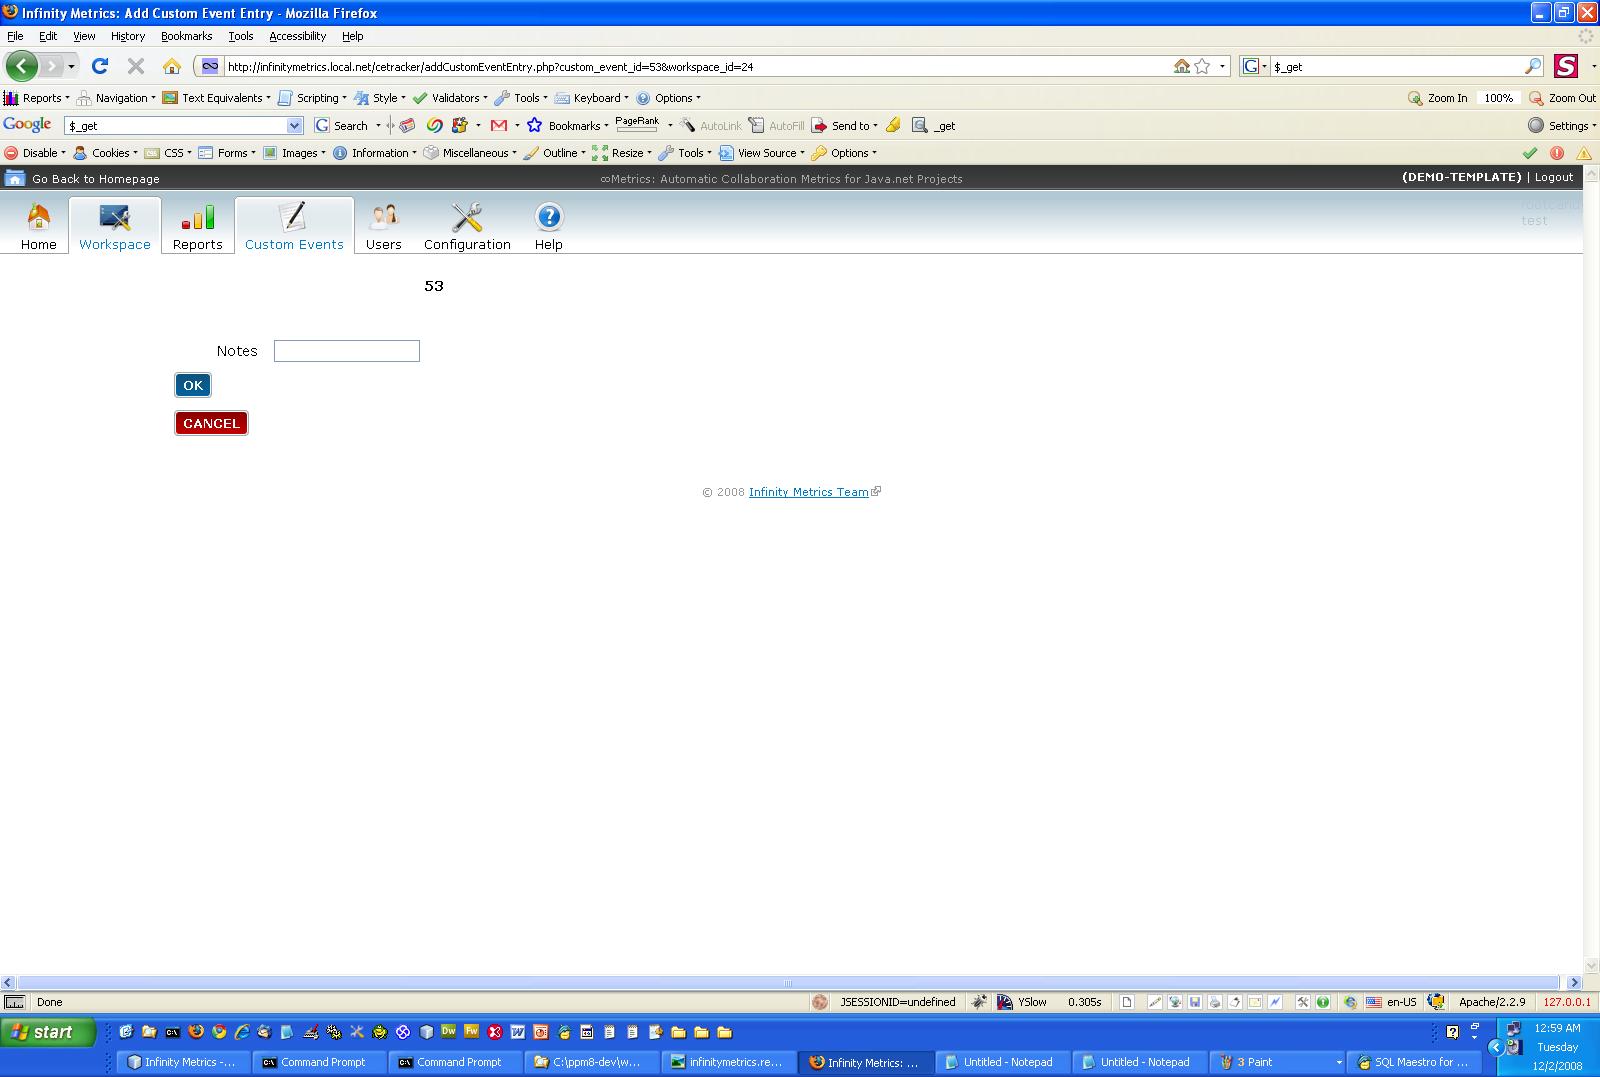 Infinity Metrics: Add Custom Event Entry - Mozilla Firefox
File Edit View History Bookmarks Tools Accessibility Help
http://infinitymetrics.local.net/cetracker/addCustomEventEntry.php?custom_event_id=53&workspace_id=24 G $_get S
Reports Navigation Text Equivalents Scripting Style Validators Tools Keyboard Options Zoom In 100% Zoom Out
Google $_get G Search Bookmarks PageRank AutoLink AutoFill Send to _get Settings
Disable Cookies CSS Forms Images Information Miscellaneous Outline Resize Tools View Source Options
Go Back to Homepage ∞Metrics: Automatic Collaboration Metrics for Java.net Projects (DEMO-TEMPLATE) | Logout
test
Home Workspace Reports Custom Events Users Configuration Help
53
Notes
OK
CANCEL
© 2008 Infinity Metrics Team
Done JSESSIONID=undefined YSlow 0.305s en-US Apache/2.2.9 127.0.0.1
start 12:59 AM
Tuesday
12/2/2008
Infinity Metrics -... Command Prompt Command Prompt C:\ppm8-dev\w... infinitymetrics.re... Infinity Metrics: ... Untitled - Notepad Untitled - Notepad 3 Paint SQL Maestro for ...